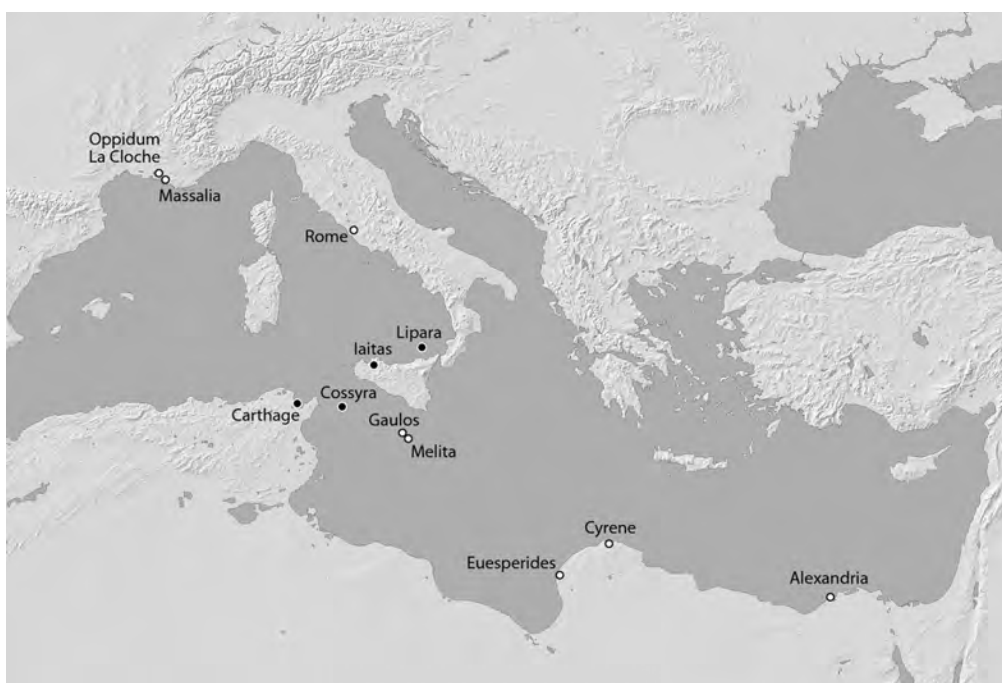 Oppidum
La Cloche
Massalia
Rome
Lipara
Iaitas
Cossyra
Carthage
Gaulos
Melita
Cyrene
Euesperides
Alexandria